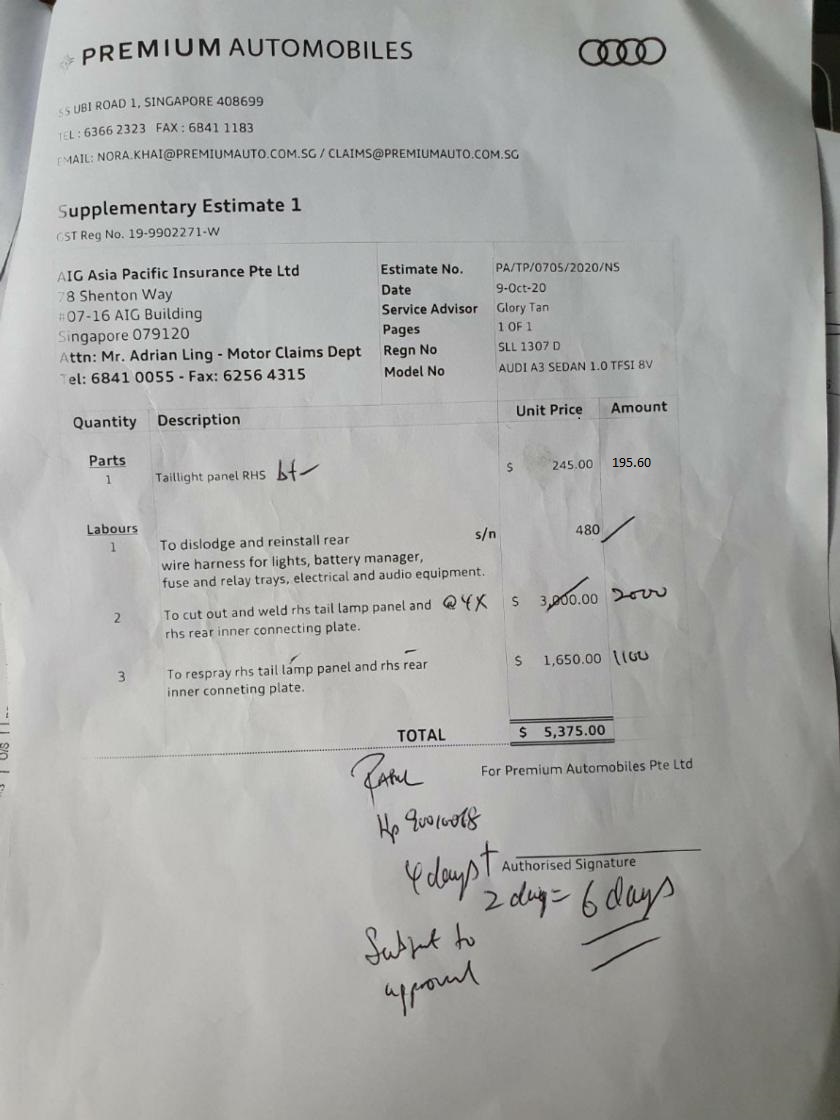 PREMIUM AUTOMOBILES
55 UBI ROAD 1, SINGAPORE 408699
TEL : 6366 2323 FAX : 6841 1183
EMAIL: NORA.KHAI@PREMIUMAUTO.COM.SG / CLAIMS@PREMIUMAUTO.COM.SG
Supplementary Estimate 1
GST Reg No. 19-9902271-W
AIG Asia Pacific Insurance Pte Ltd
78 Shenton Way
#07-16 AIG Building
Singapore 079120
Attn: Mr. Adrian Ling - Motor Claims Dept
Tel: 6841 0055 - Fax: 6256 4315
Estimate No. PA/TP/0705/2020/NS
Date 9-Oct-20
Service Advisor Glory Tan
Pages 1 OF 1
Regn No SLL 1307 D
Model No AUDI A3 SEDAN 1.0 TFSI 8V
Quantity Description Unit Price Amount
Parts
1 Taillight panel RHS $ 245.00 195.60
Labours
1 To dislodge and reinstall rear s/n 480
wire harness for lights, battery manager,
fuse and relay trays, electrical and audio equipment.
2 To cut out and weld rhs tail lamp panel and @4X $ 3,000.00 2000
rhs rear inner connecting plate.
3 To respray rhs tail lamp panel and rhs rear $ 1,650.00 1100
inner conneting plate.
TOTAL $ 5,375.00
For Premium Automobiles Pte Ltd
Hp
4 days +
Authorised Signature
2 days = 6 days
Subject to
approval